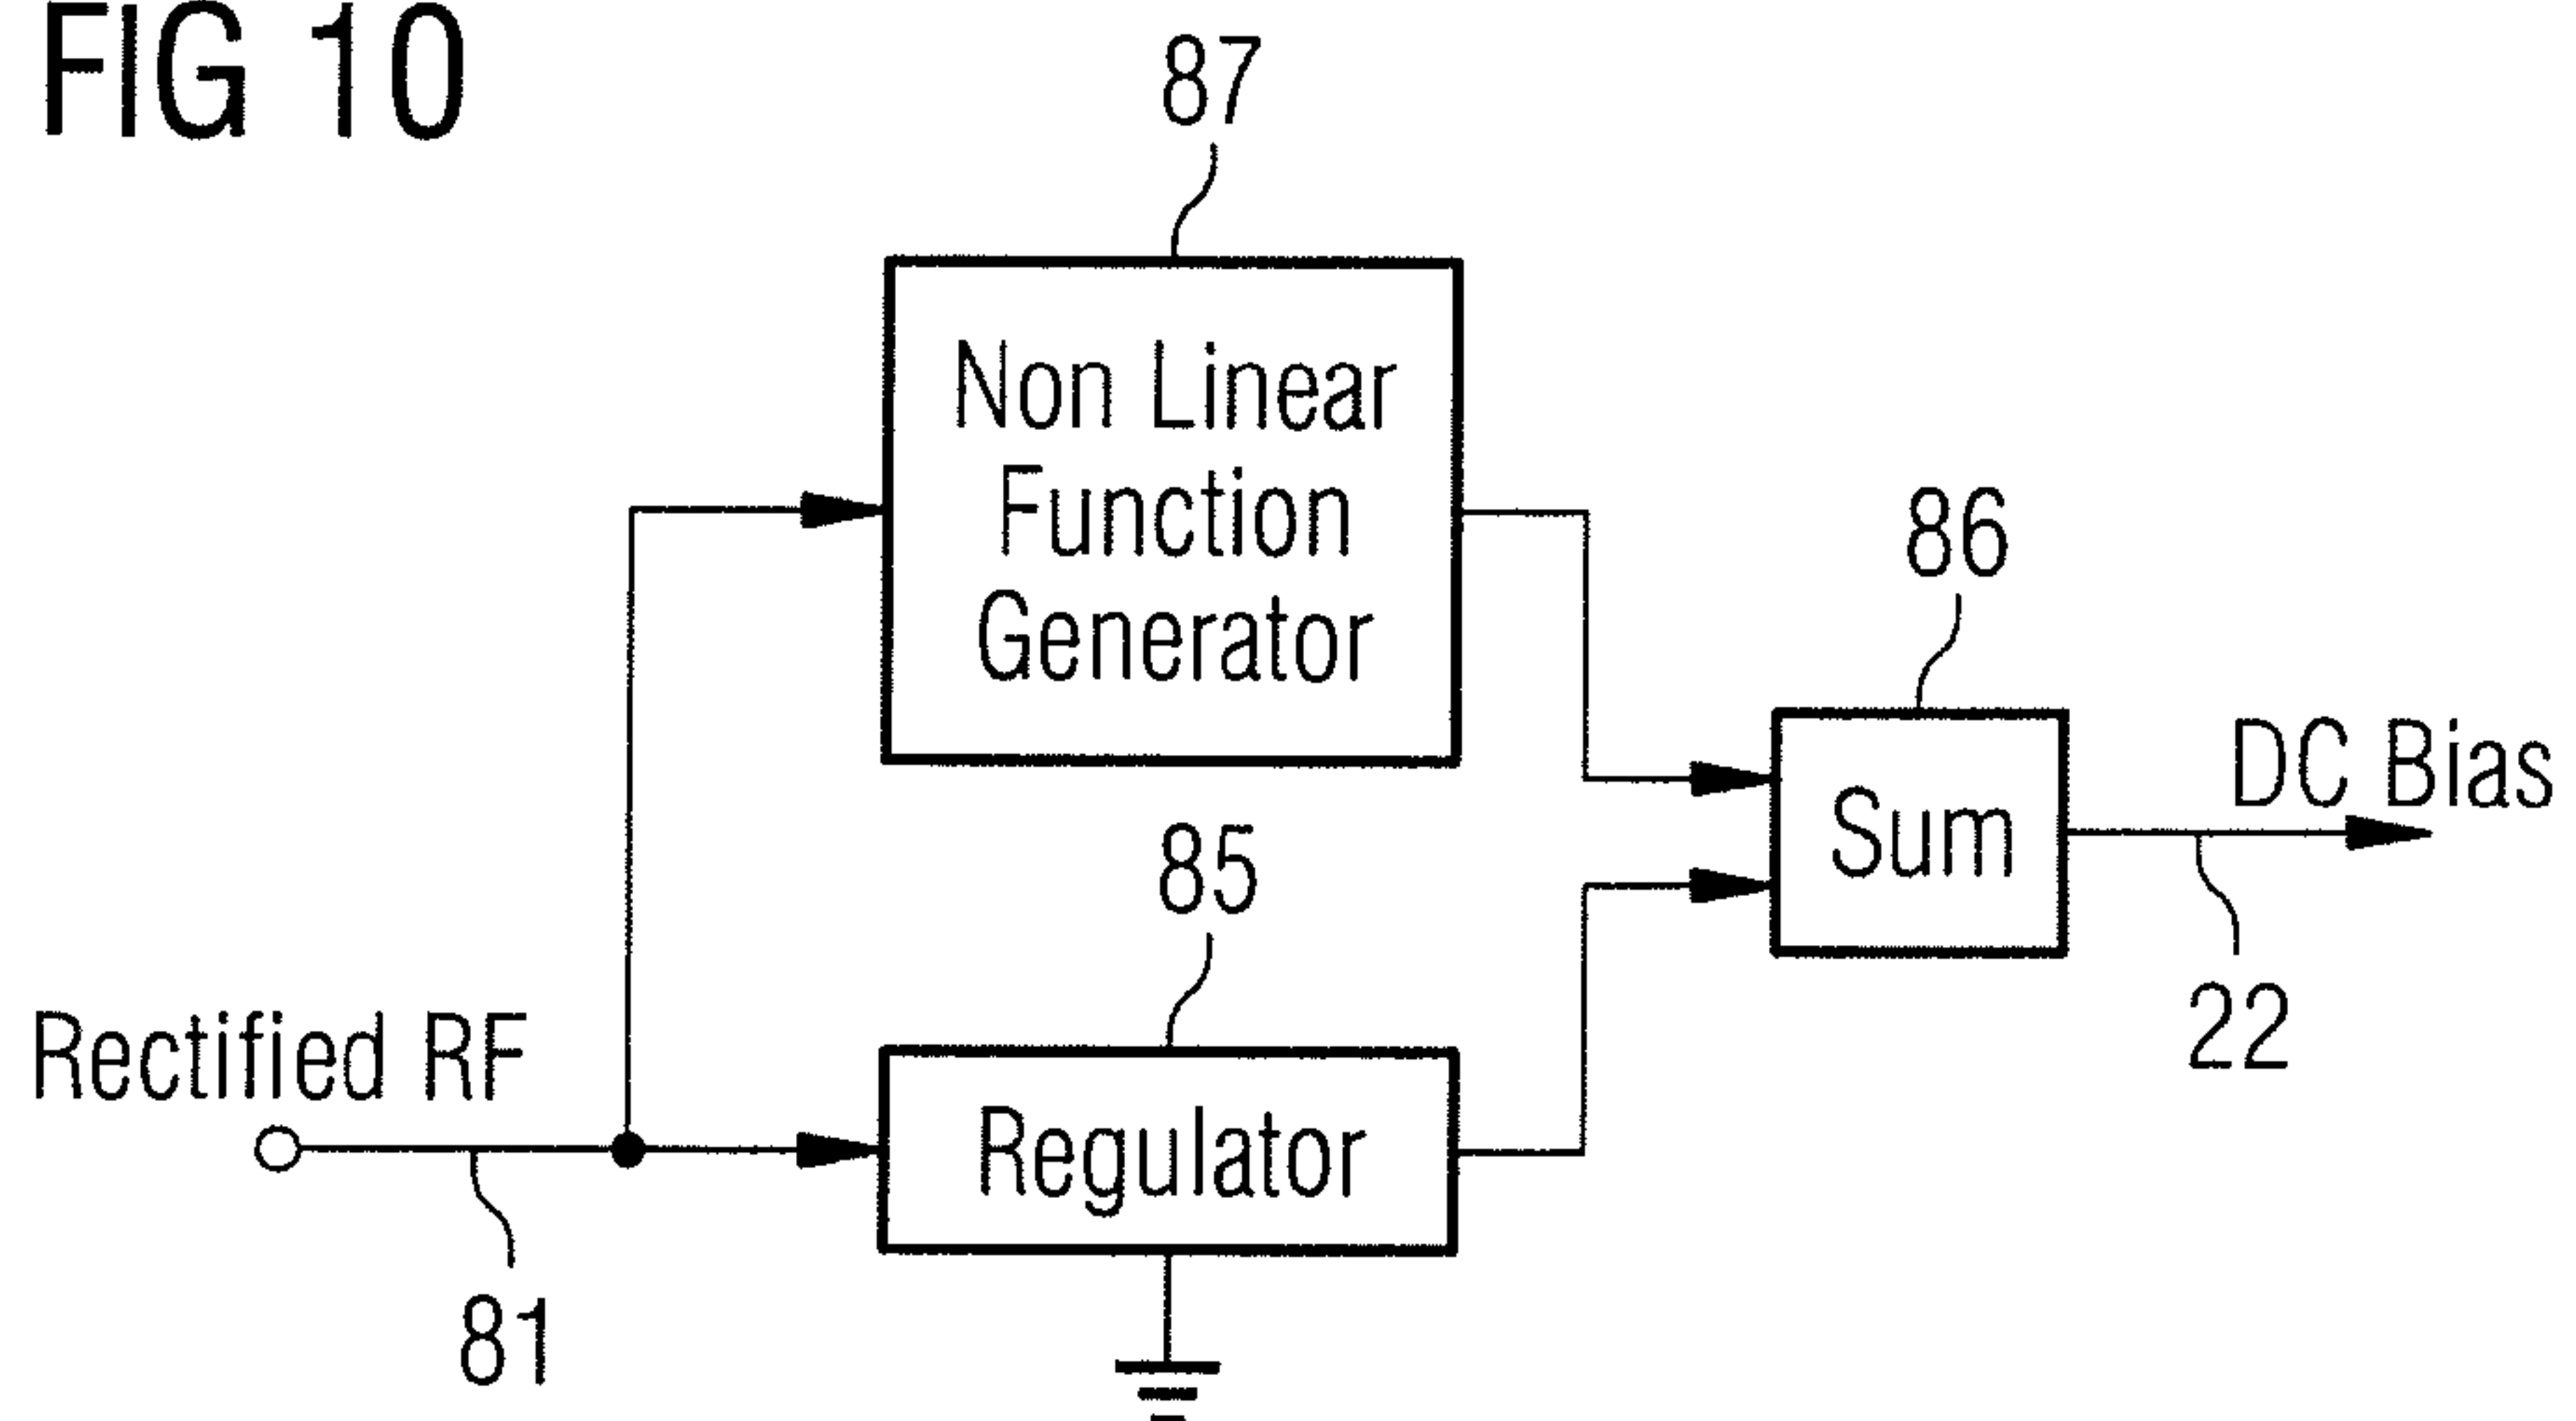 FIG 10
87
Non Linear
Function
Generator
86
Sum
DC Bias
22
85
Regulator
Rectified RF
81